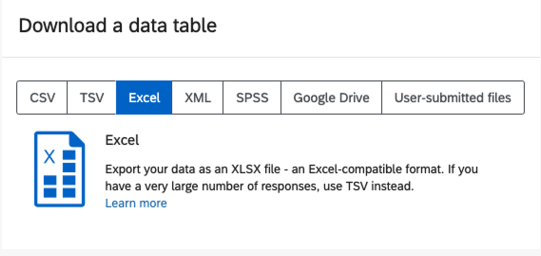 Download a data table
CSV TSV Excel XML SPSS Google Drive User-submitted files
X
Excel
Export your data as an XLSX file - an Excel-compatible format. If you
have a very large number of responses, use TSV instead.
Learn more